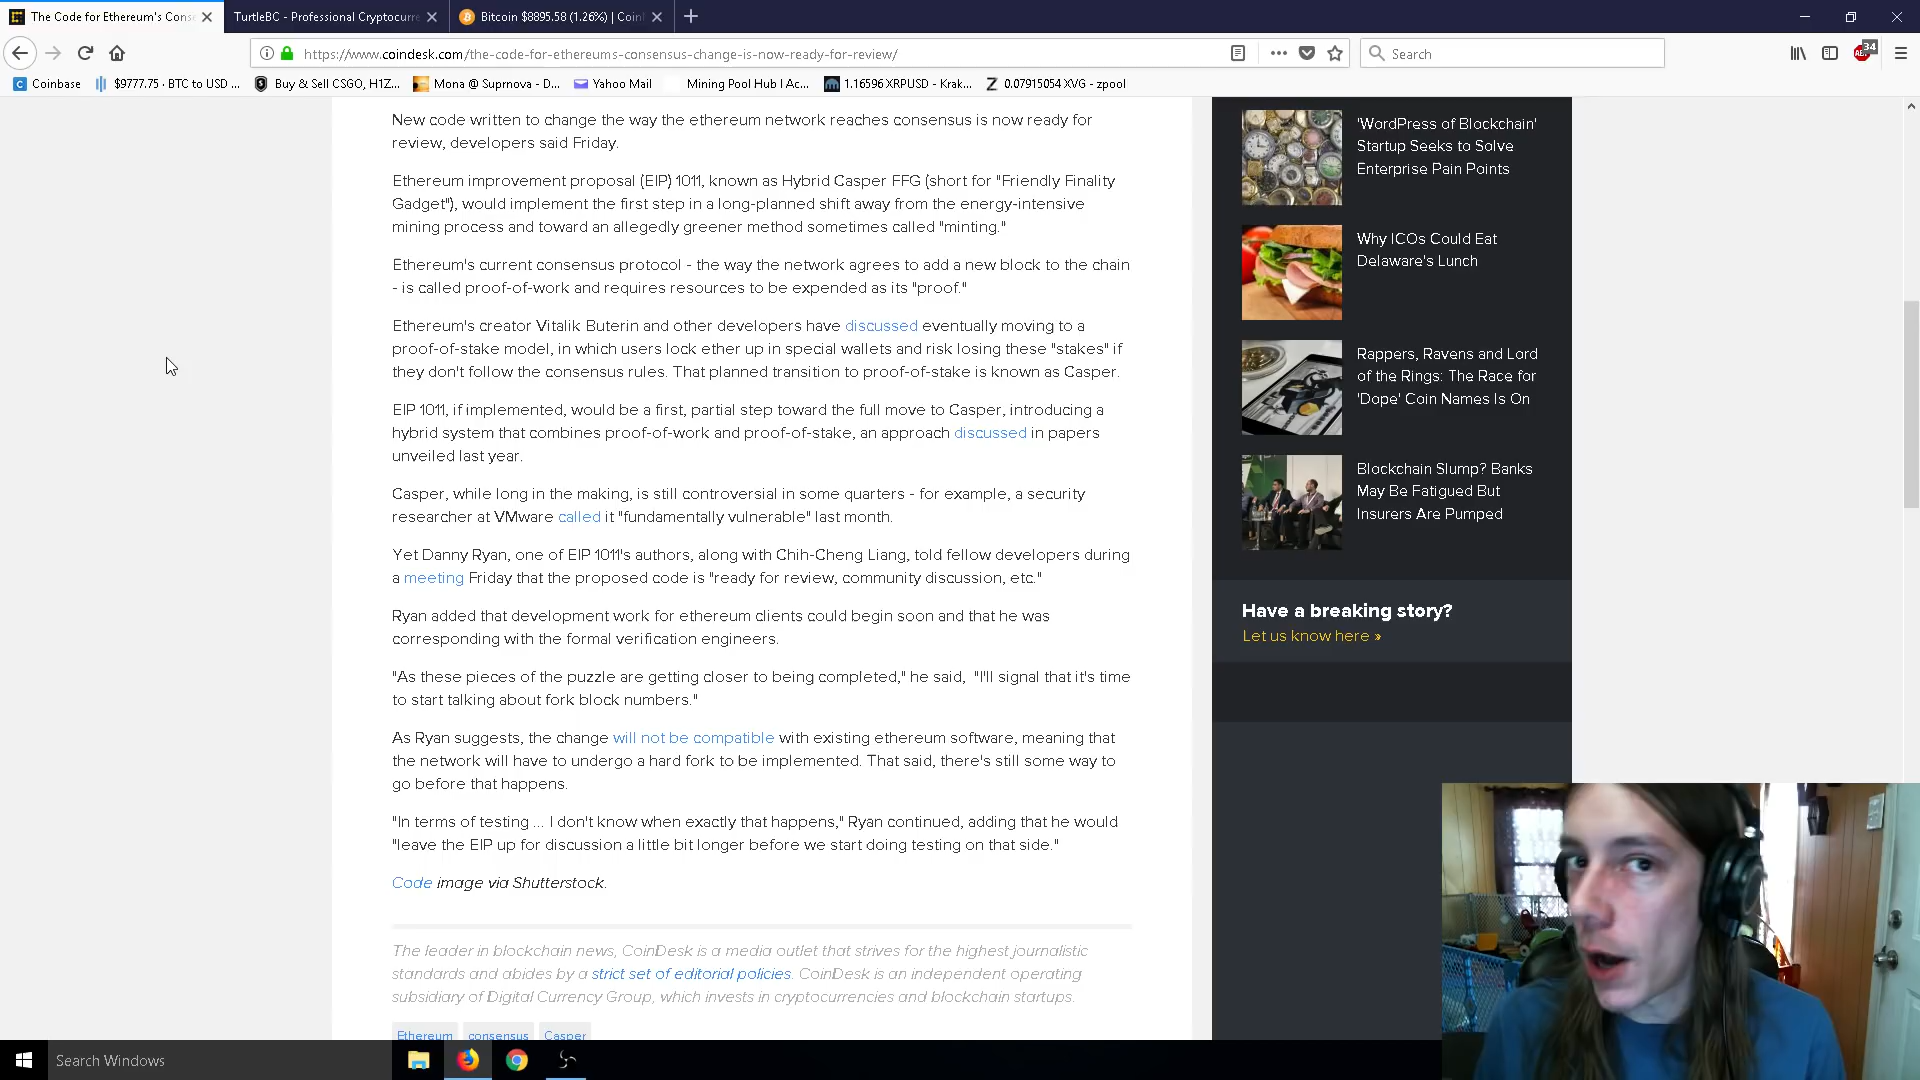 The Code for Ethereum's Cons
TurtleBC - Professional Cryptocurre
Bitcoin $8895.58 (1.26%) | Coin
https://www.coindesk.com/the-code-for-ethereums-consensus-change-is-now-ready-for-review/
Search
34
Coinbase
$9777.75 · BTC to USD ...
Buy & Sell CSGO, H1Z...
Mona @ Suprnova - D...
Yahoo Mail
Mining Pool Hub | Ac...
1.16596 XRPUSD - Krak...
0.07915054 XVG - zpool
New code written to change the way the ethereum network reaches consensus is now ready for
review, developers said Friday.
Ethereum improvement proposal (EIP) 1011, known as Hybrid Casper FFG (short for "Friendly Finality
Gadget"), would implement the first step in a long-planned shift away from the energy-intensive
mining process and toward an allegedly greener method sometimes called "minting."
Ethereum's current consensus protocol - the way the network agrees to add a new block to the chain
- is called proof-of-work and requires resources to be expended as its "proof."
Ethereum's creator Vitalik Buterin and other developers have discussed eventually moving to a
proof-of-stake model, in which users lock ether up in special wallets and risk losing these "stakes" if
they don't follow the consensus rules. That planned transition to proof-of-stake is known as Casper.
EIP 1011, if implemented, would be a first, partial step toward the full move to Casper, introducing a
hybrid system that combines proof-of-work and proof-of-stake, an approach discussed in papers
unveiled last year.
Casper, while long in the making, is still controversial in some quarters - for example, a security
researcher at VMware called it "fundamentally vulnerable" last month.
Yet Danny Ryan, one of EIP 1011's authors, along with Chih-Cheng Liang, told fellow developers during
a meeting Friday that the proposed code is "ready for review, community discussion, etc."
Ryan added that development work for ethereum clients could begin soon and that he was
corresponding with the formal verification engineers.
"As these pieces of the puzzle are getting closer to being completed," he said, "I'll signal that it's time
to start talking about fork block numbers."
As Ryan suggests, the change will not be compatible with existing ethereum software, meaning that
the network will have to undergo a hard fork to be implemented. That said, there's still some way to
go before that happens.
"In terms of testing ... I don't know when exactly that happens," Ryan continued, adding that he would
"leave the EIP up for discussion a little bit longer before we start doing testing on that side."
Code image via Shutterstock.
The leader in blockchain news, CoinDesk is a media outlet that strives for the highest journalistic
standards and abides by a strict set of editorial policies. CoinDesk is an independent operating
subsidiary of Digital Currency Group, which invests in cryptocurrencies and blockchain startups.
Ethereum
consensus
Casper
'WordPress of Blockchain'
Startup Seeks to Solve
Enterprise Pain Points
Why ICOs Could Eat
Delaware's Lunch
Rappers, Ravens and Lord
of the Rings: The Race for
'Dope' Coin Names Is On
Blockchain Slump? Banks
May Be Fatigued But
Insurers Are Pumped
Have a breaking story?
Let us know here »
Search Windows